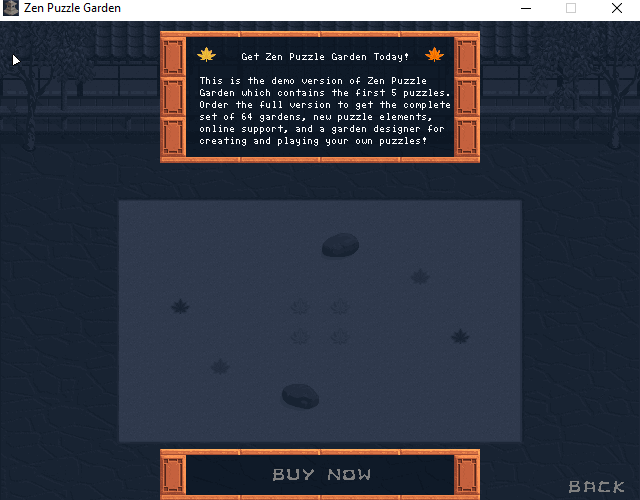 Zen Puzzle Garden
Get Zen Puzzle Garden Today!
This is the demo version of Zen Puzzle
Garden which contains the first 5 puzzles.
Order the full version to get the complete
set of 64 gardens, new puzzle elements,
online support, and a garden designer for
creating and playing your own puzzles!
BUY NOW
BACK